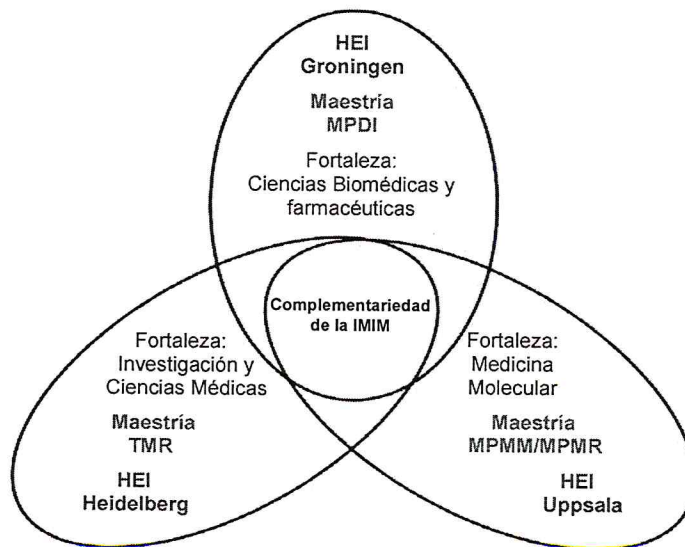 HEI
Groningen
Maestría
MPDI
Fortaleza:
Ciencias Biomédicas y
farmacéuticas
Complementariedad
de la IMIM
Fortaleza:
Investigación y
Ciencias Médicas
Maestría
TMR
HEI
Heidelberg
Fortaleza:
Medicina
Molecular
Maestría
MPMM/MPMR
HEI
Uppsala